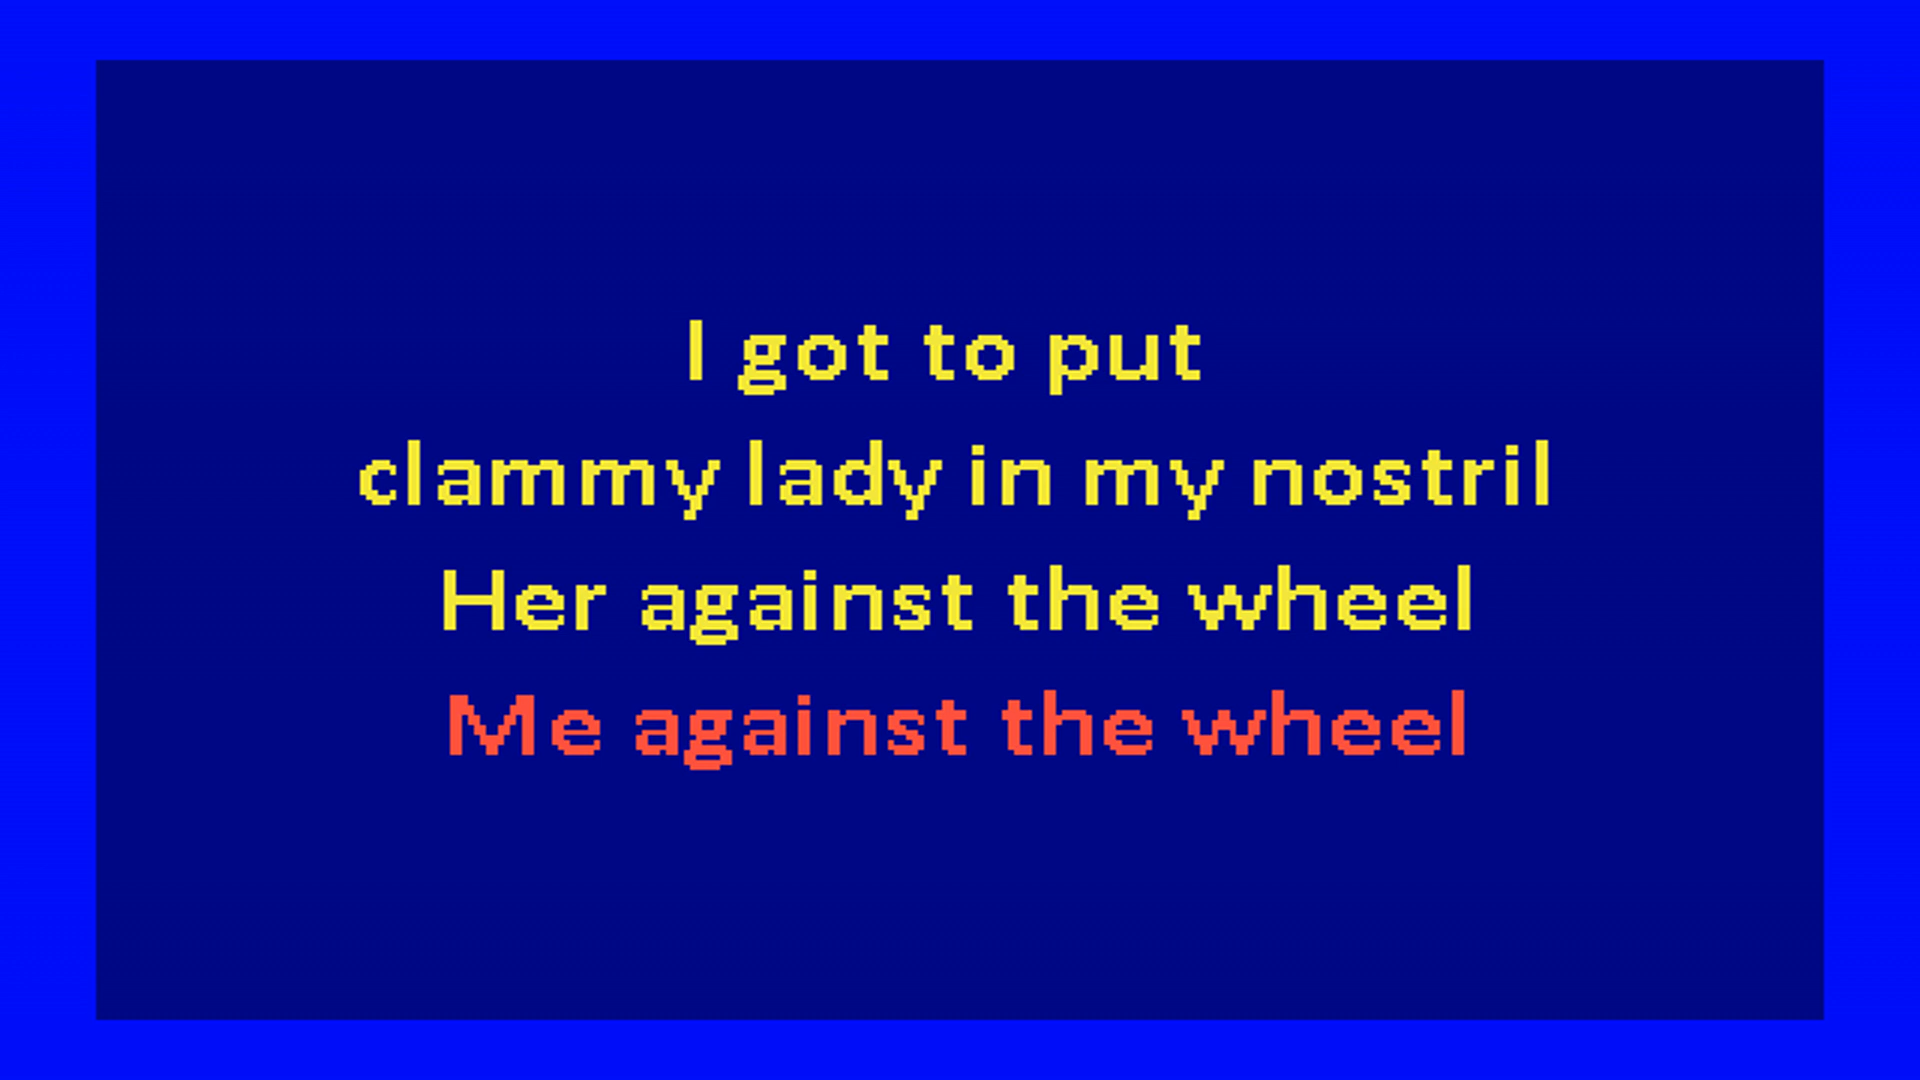 I got to put
clammy lady in my nostril
Her against the wheel
Me against the wheel